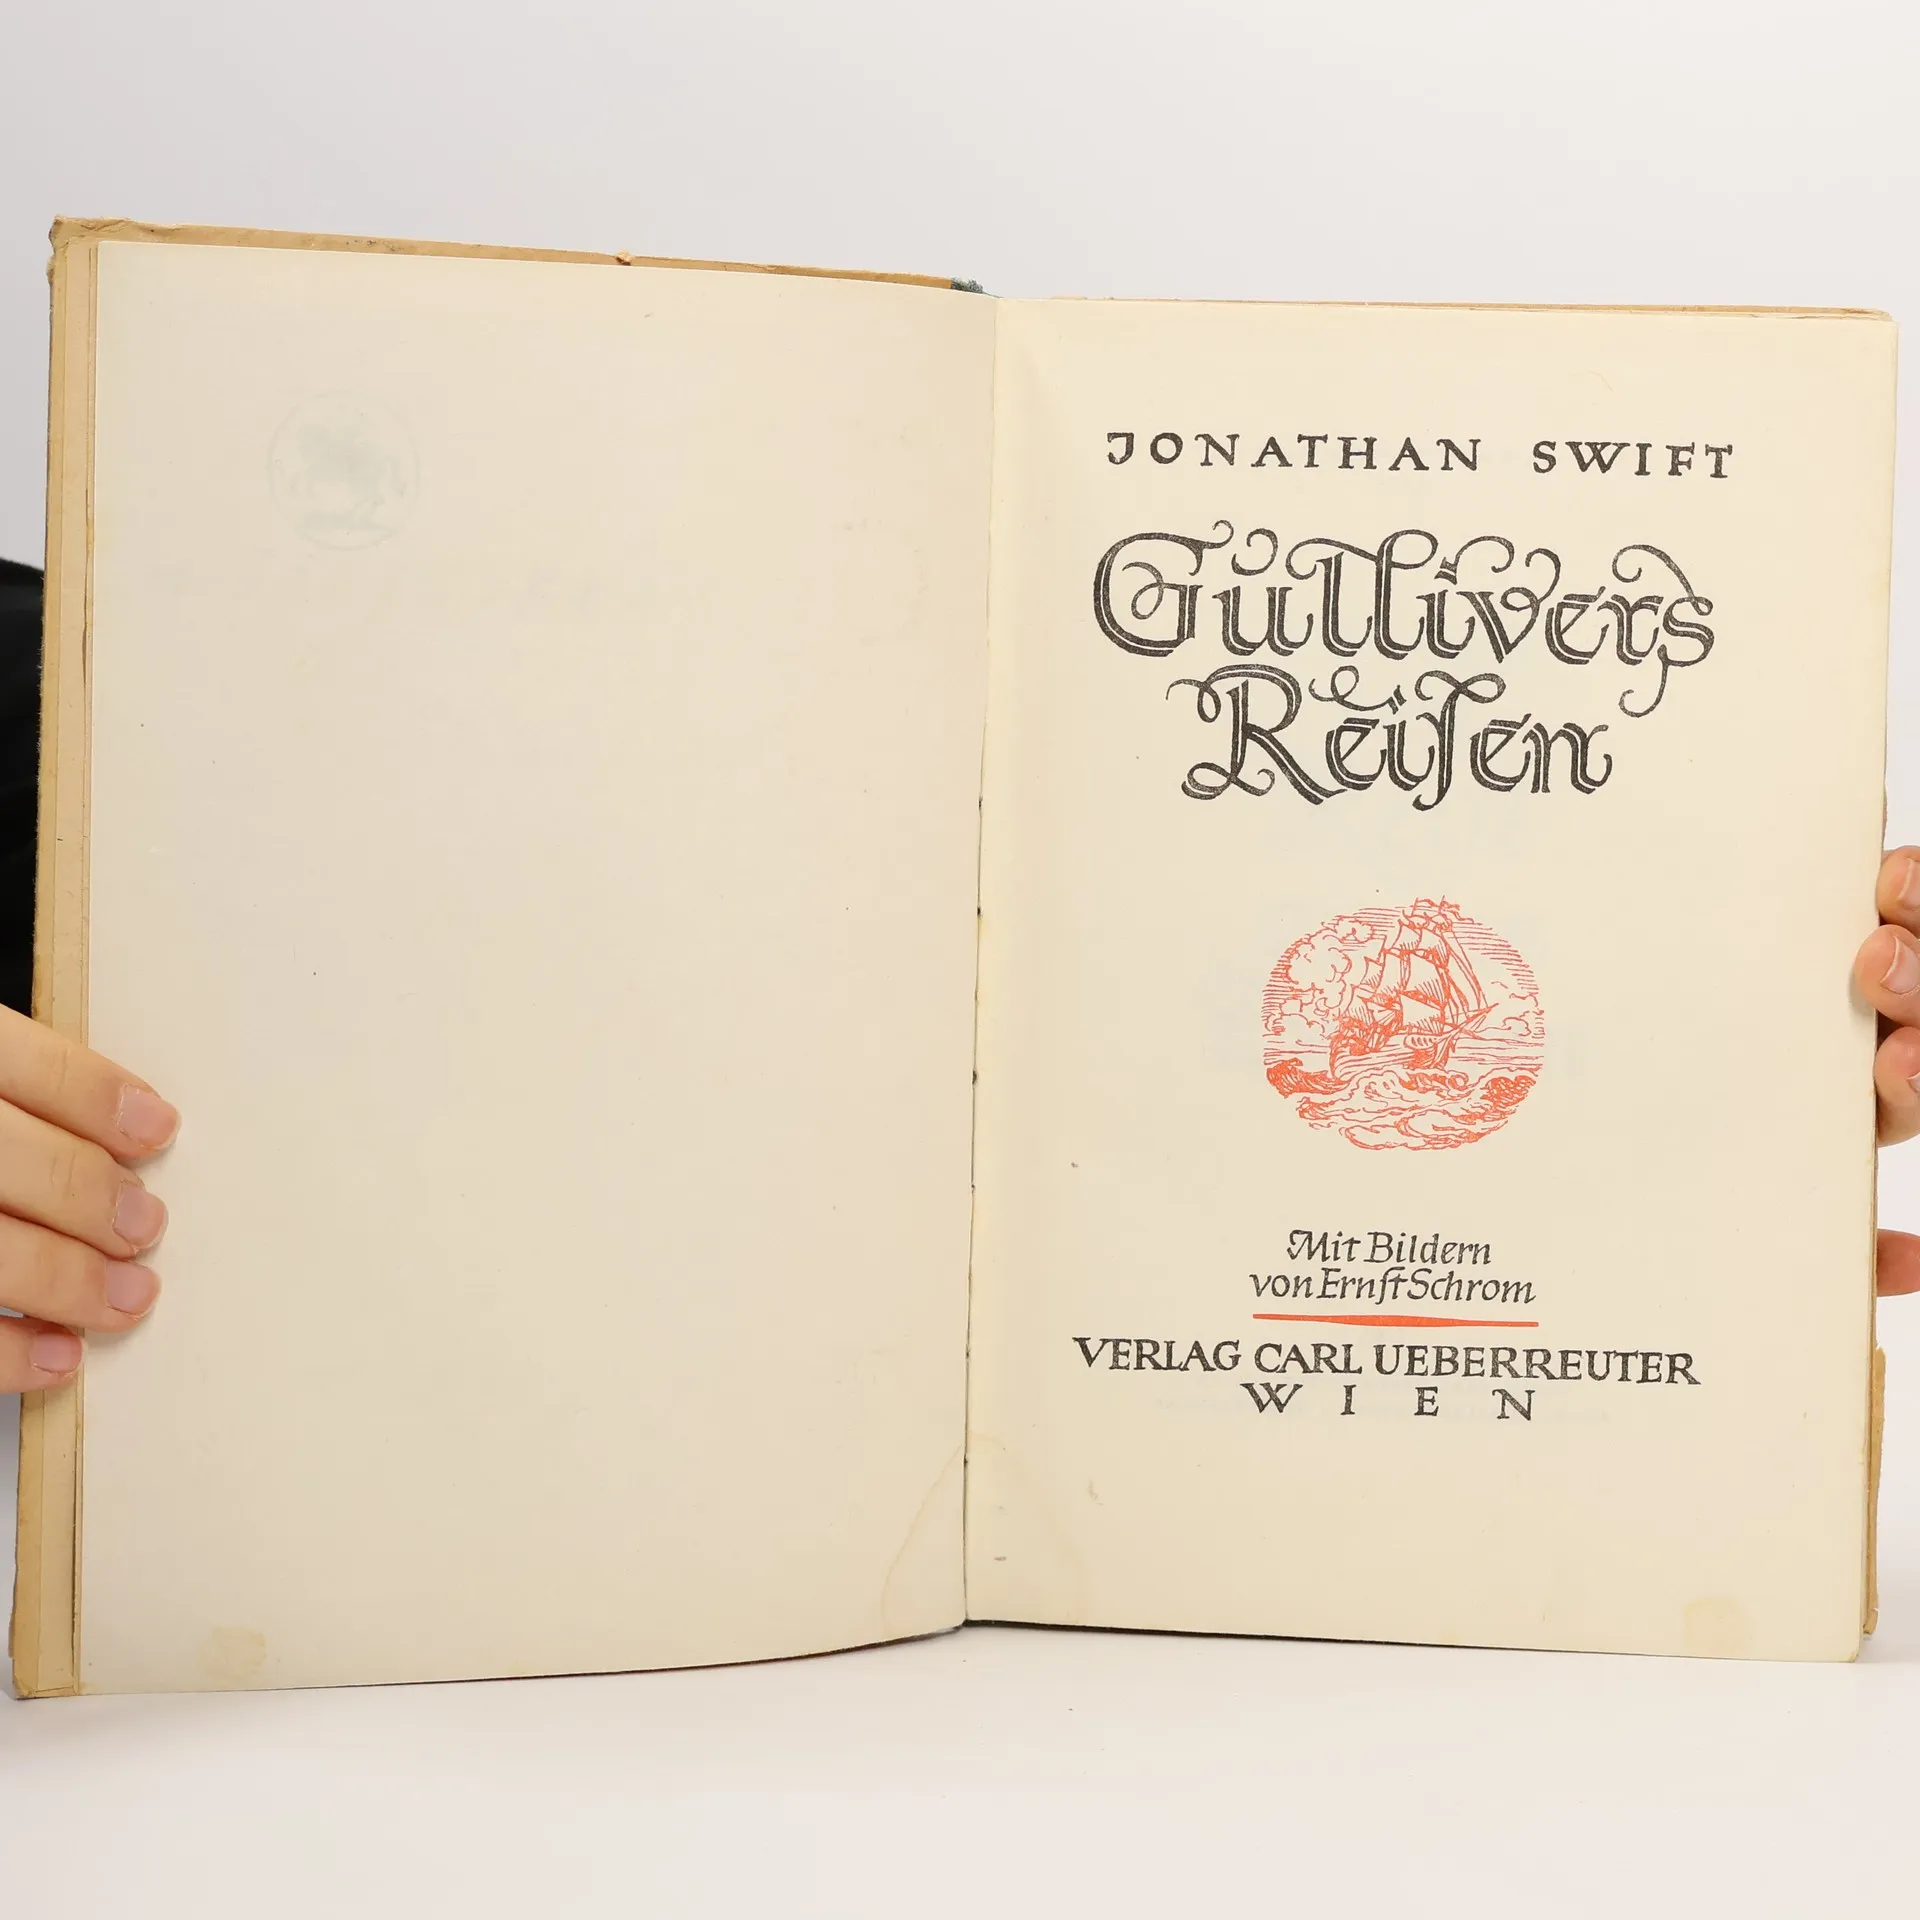 JONATHAN SWIFT
Gullivers
Reiſen
Mit Bildern
von Ernſt Schrom
VERLAG CARL UEBERREUTER
WIEN